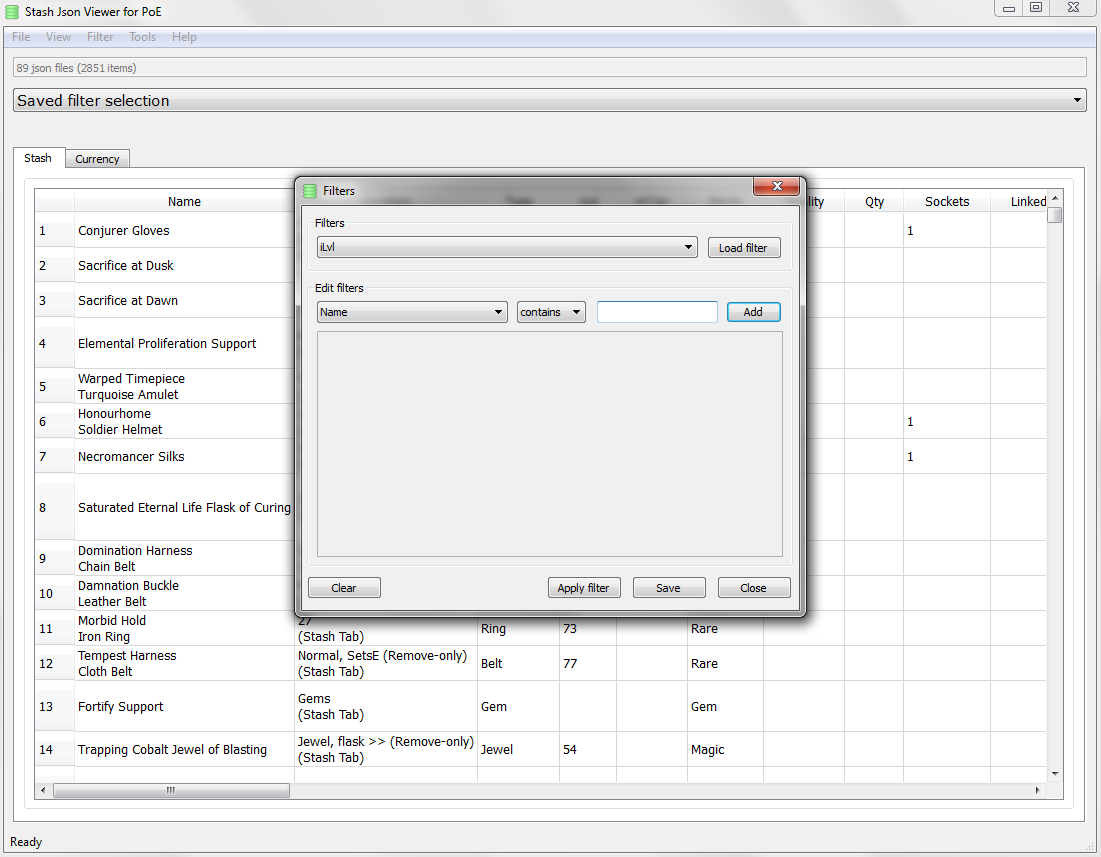 Stash Json Viewer for PoE
File View Filter Tools Help
89 json files (2851 items)
Saved filter selection
Stash Currency
Name Qty Sockets Linked
1 Conjurer Gloves 1
2 Sacrifice at Dusk
3 Sacrifice at Dawn
4 Elemental Proliferation Support
5 Warped Timepiece
Turquoise Amulet
6 Honourhome
Soldier Helmet 1
7 Necromancer Silks 1
8 Saturated Eternal Life Flask of Curing
9 Domination Harness
Chain Belt
10 Damnation Buckle
Leather Belt
11 Morbid Hold
Iron Ring
27
(Stash Tab)
Ring 73 Rare
12 Tempest Harness
Cloth Belt
Normal, SetsE (Remove-only)
(Stash Tab)
Belt 77 Rare
13 Fortify Support
Gems
(Stash Tab)
Gem Gem
14 Trapping Cobalt Jewel of Blasting
Jewel, flask >> (Remove-only)
(Stash Tab)
Jewel 54 Magic
Filters
Filters
iLvl Load filter
Edit filters
Name contains Add
Clear Apply filter Save Close
Ready